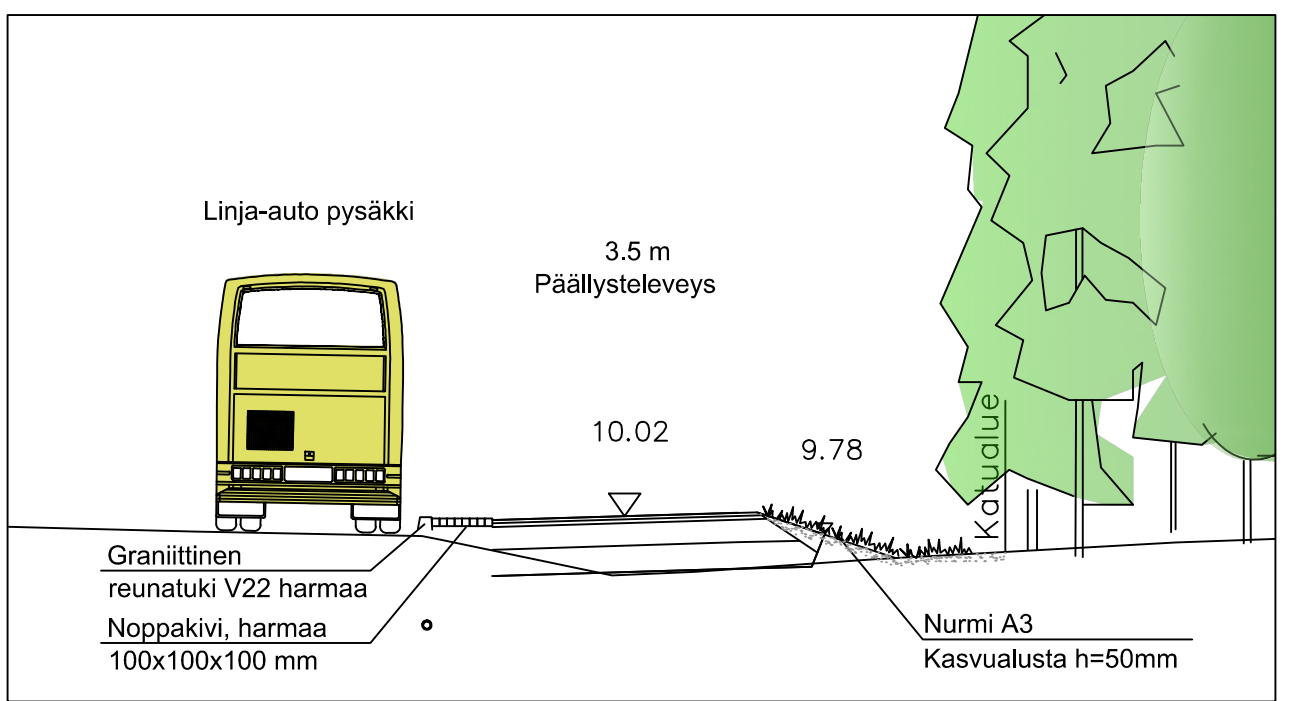 Linja-auto pysäkki
3.5 m
Päällysteleveys
10.02
9.78
Katualue
Graniittinen
reunatuki V22 harmaa
Noppakivi, harmaa
100x100x100 mm
Nurmi A3
Kasvualusta h=50mm